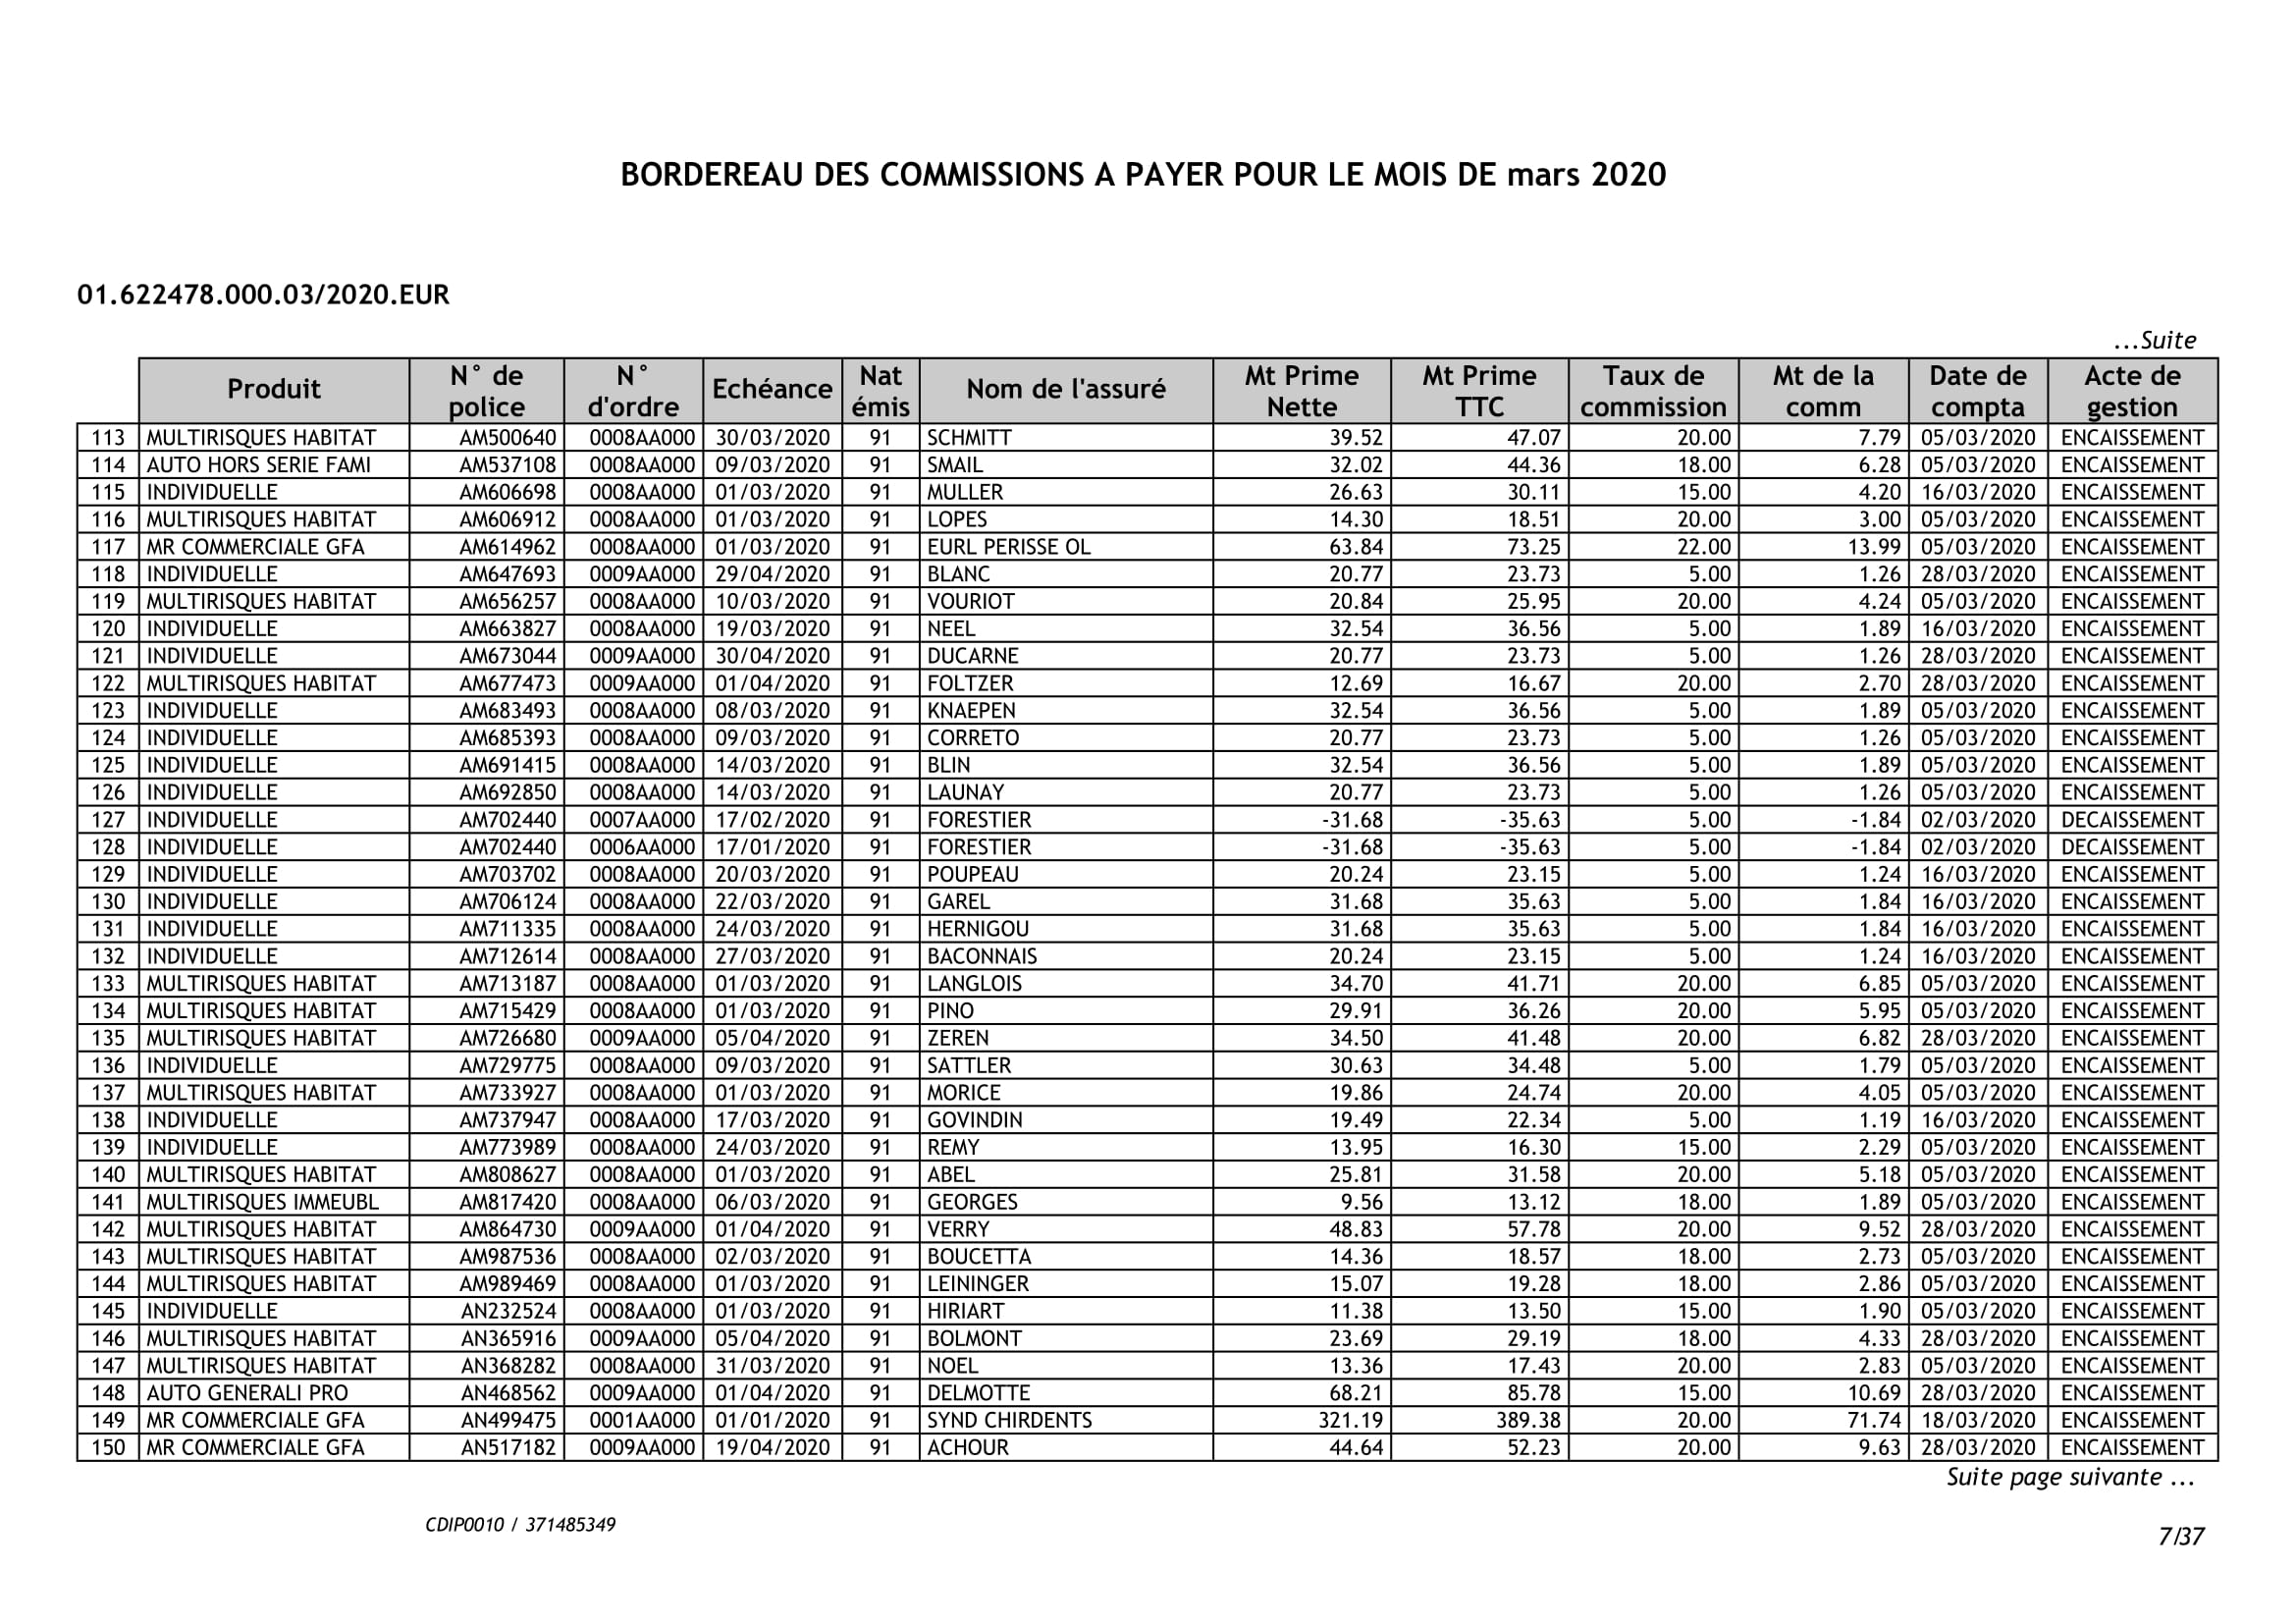 BORDEREAU DES COMMISSIONS A PAYER POUR LE MOIS DE mars 2020
01.622478.000.03/2020.EUR
...Suite
Produit N° de police N° d'ordre Echéance Nat émis Nom de l'assuré Mt Prime Nette Mt Prime TTC Taux de commission Mt de la comm Date de compta Acte de gestion
113 MULTIRISQUES HABITAT AM500640 0008AA000 30/03/2020 91 SCHMITT 39.52 47.07 20.00 7.79 05/03/2020 ENCAISSEMENT
114 AUTO HORS SERIE FAMI AM537108 0008AA000 09/03/2020 91 SMAIL 32.02 44.36 18.00 6.28 05/03/2020 ENCAISSEMENT
115 INDIVIDUELLE AM606698 0008AA000 01/03/2020 91 MULLER 26.63 30.11 15.00 4.20 16/03/2020 ENCAISSEMENT
116 MULTIRISQUES HABITAT AM606912 0008AA000 01/03/2020 91 LOPES 14.30 18.51 20.00 3.00 05/03/2020 ENCAISSEMENT
117 MR COMMERCIALE GFA AM614962 0008AA000 01/03/2020 91 EURL PERISSE OL 63.84 73.25 22.00 13.99 05/03/2020 ENCAISSEMENT
118 INDIVIDUELLE AM647693 0009AA000 29/04/2020 91 BLANC 20.77 23.73 5.00 1.26 28/03/2020 ENCAISSEMENT
119 MULTIRISQUES HABITAT AM656257 0008AA000 10/03/2020 91 VOURIOT 20.84 25.95 20.00 4.24 05/03/2020 ENCAISSEMENT
120 INDIVIDUELLE AM663827 0008AA000 19/03/2020 91 NEEL 32.54 36.56 5.00 1.89 16/03/2020 ENCAISSEMENT
121 INDIVIDUELLE AM673044 0009AA000 30/04/2020 91 DUCARNE 20.77 23.73 5.00 1.26 28/03/2020 ENCAISSEMENT
122 MULTIRISQUES HABITAT AM677473 0009AA000 01/04/2020 91 FOLTZER 12.69 16.67 20.00 2.70 28/03/2020 ENCAISSEMENT
123 INDIVIDUELLE AM683493 0008AA000 08/03/2020 91 KNAEPEN 32.54 36.56 5.00 1.89 05/03/2020 ENCAISSEMENT
124 INDIVIDUELLE AM685393 0008AA000 09/03/2020 91 CORRETO 20.77 23.73 5.00 1.26 05/03/2020 ENCAISSEMENT
125 INDIVIDUELLE AM691415 0008AA000 14/03/2020 91 BLIN 32.54 36.56 5.00 1.89 05/03/2020 ENCAISSEMENT
126 INDIVIDUELLE AM692850 0008AA000 14/03/2020 91 LAUNAY 20.77 23.73 5.00 1.26 05/03/2020 ENCAISSEMENT
127 INDIVIDUELLE AM702440 0007AA000 17/02/2020 91 FORESTIER -31.68 -35.63 5.00 -1.84 02/03/2020 DECAISSEMENT
128 INDIVIDUELLE AM702440 0006AA000 17/01/2020 91 FORESTIER -31.68 -35.63 5.00 -1.84 02/03/2020 DECAISSEMENT
129 INDIVIDUELLE AM703702 0008AA000 20/03/2020 91 POUPEAU 20.24 23.15 5.00 1.24 16/03/2020 ENCAISSEMENT
130 INDIVIDUELLE AM706124 0008AA000 22/03/2020 91 GAREL 31.68 35.63 5.00 1.84 16/03/2020 ENCAISSEMENT
131 INDIVIDUELLE AM711335 0008AA000 24/03/2020 91 HERNIGOU 31.68 35.63 5.00 1.84 16/03/2020 ENCAISSEMENT
132 INDIVIDUELLE AM712614 0008AA000 27/03/2020 91 BACONNAIS 20.24 23.15 5.00 1.24 16/03/2020 ENCAISSEMENT
133 MULTIRISQUES HABITAT AM713187 0008AA000 01/03/2020 91 LANGLOIS 34.70 41.71 20.00 6.85 05/03/2020 ENCAISSEMENT
134 MULTIRISQUES HABITAT AM715429 0008AA000 01/03/2020 91 PINO 29.91 36.26 20.00 5.95 05/03/2020 ENCAISSEMENT
135 MULTIRISQUES HABITAT AM726680 0009AA000 05/04/2020 91 ZEREN 34.50 41.48 20.00 6.82 28/03/2020 ENCAISSEMENT
136 INDIVIDUELLE AM729775 0008AA000 09/03/2020 91 SATTLER 30.63 34.48 5.00 1.79 05/03/2020 ENCAISSEMENT
137 MULTIRISQUES HABITAT AM733927 0008AA000 01/03/2020 91 MORICE 19.86 24.74 20.00 4.05 05/03/2020 ENCAISSEMENT
138 INDIVIDUELLE AM737947 0008AA000 17/03/2020 91 GOVINDIN 19.49 22.34 5.00 1.19 16/03/2020 ENCAISSEMENT
139 INDIVIDUELLE AM773989 0008AA000 24/03/2020 91 REMY 13.95 16.30 15.00 2.29 05/03/2020 ENCAISSEMENT
140 MULTIRISQUES HABITAT AM808627 0008AA000 01/03/2020 91 ABEL 25.81 31.58 20.00 5.18 05/03/2020 ENCAISSEMENT
141 MULTIRISQUES IMMEUBL AM817420 0008AA000 06/03/2020 91 GEORGES 9.56 13.12 18.00 1.89 05/03/2020 ENCAISSEMENT
142 MULTIRISQUES HABITAT AM864730 0009AA000 01/04/2020 91 VERRY 48.83 57.78 20.00 9.52 28/03/2020 ENCAISSEMENT
143 MULTIRISQUES HABITAT AM987536 0008AA000 02/03/2020 91 BOUCETTA 14.36 18.57 18.00 2.73 05/03/2020 ENCAISSEMENT
144 MULTIRISQUES HABITAT AM989469 0008AA000 01/03/2020 91 LEININGER 15.07 19.28 18.00 2.86 05/03/2020 ENCAISSEMENT
145 INDIVIDUELLE AN232524 0008AA000 01/03/2020 91 HIRIART 11.38 13.50 15.00 1.90 05/03/2020 ENCAISSEMENT
146 MULTIRISQUES HABITAT AN365916 0009AA000 05/04/2020 91 BOLMONT 23.69 29.19 18.00 4.33 28/03/2020 ENCAISSEMENT
147 MULTIRISQUES HABITAT AN368282 0008AA000 31/03/2020 91 NOEL 13.36 17.43 20.00 2.83 05/03/2020 ENCAISSEMENT
148 AUTO GENERALI PRO AN468562 0009AA000 01/04/2020 91 DELMOTTE 68.21 85.78 15.00 10.69 28/03/2020 ENCAISSEMENT
149 MR COMMERCIALE GFA AN499475 0001AA000 01/01/2020 91 SYND CHIRDENTS 321.19 389.38 20.00 71.74 18/03/2020 ENCAISSEMENT
150 MR COMMERCIALE GFA AN517182 0009AA000 19/04/2020 91 ACHOUR 44.64 52.23 20.00 9.63 28/03/2020 ENCAISSEMENT
Suite page suivante ...
CDIP0010 / 371485349
7/37